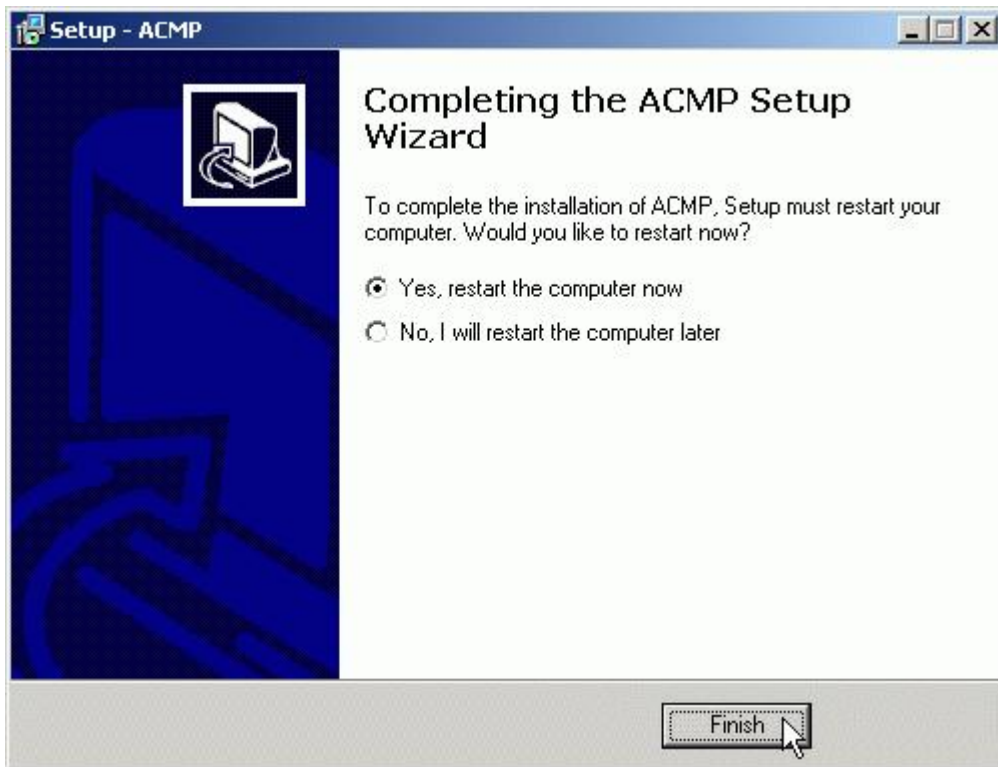 Setup - ACMP
Completing the ACMP Setup
Wizard
To complete the installation of ACMP, Setup must restart your
computer. Would you like to restart now?
Yes, restart the computer now
No, I will restart the computer later
Finish